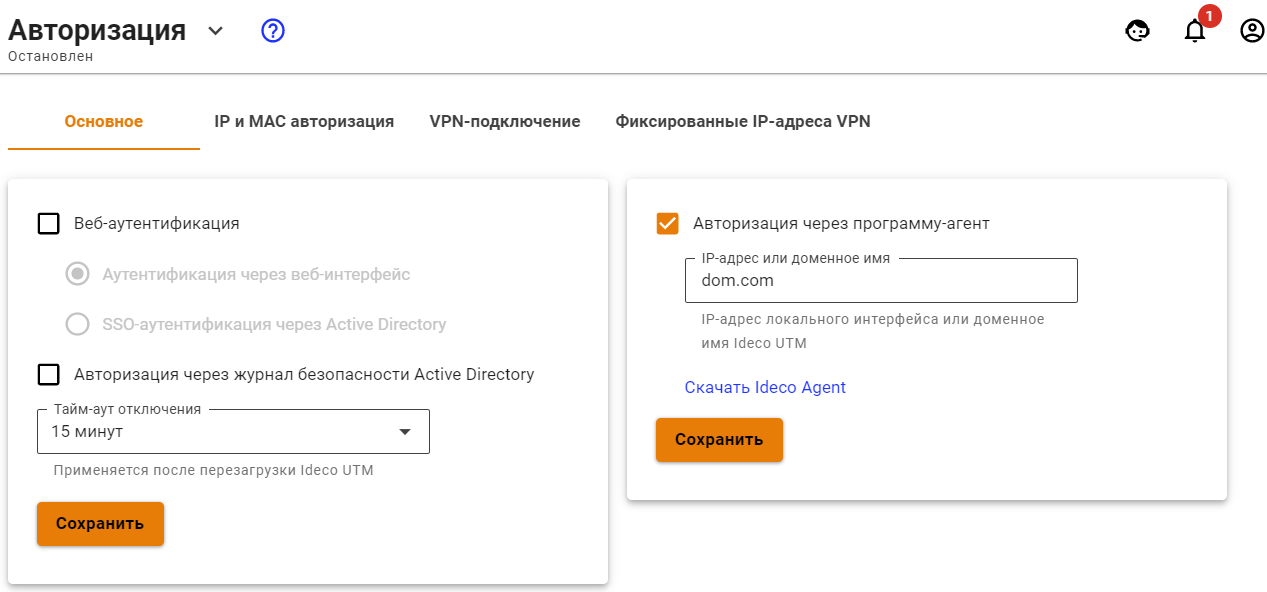 Авторизация
1
Остановлен
Основное
IP и MAC авторизация
VPN-подключение
Фиксированные IP-адреса VPN
Веб-аутентификация
Аутентификация через веб-интерфейс
SSO-аутентификация через Active Directory
Авторизация через журнал безопасности Active Directory
Тайм-аут отключения
15 минут
Применяется после перезагрузки Ideco UTM
Сохранить
Авторизация через программу-агент
IP-адрес или доменное имя
dom.com
IP-адрес локального интерфейса или доменное
имя Ideco UTM
Скачать Ideco Agent
Сохранить